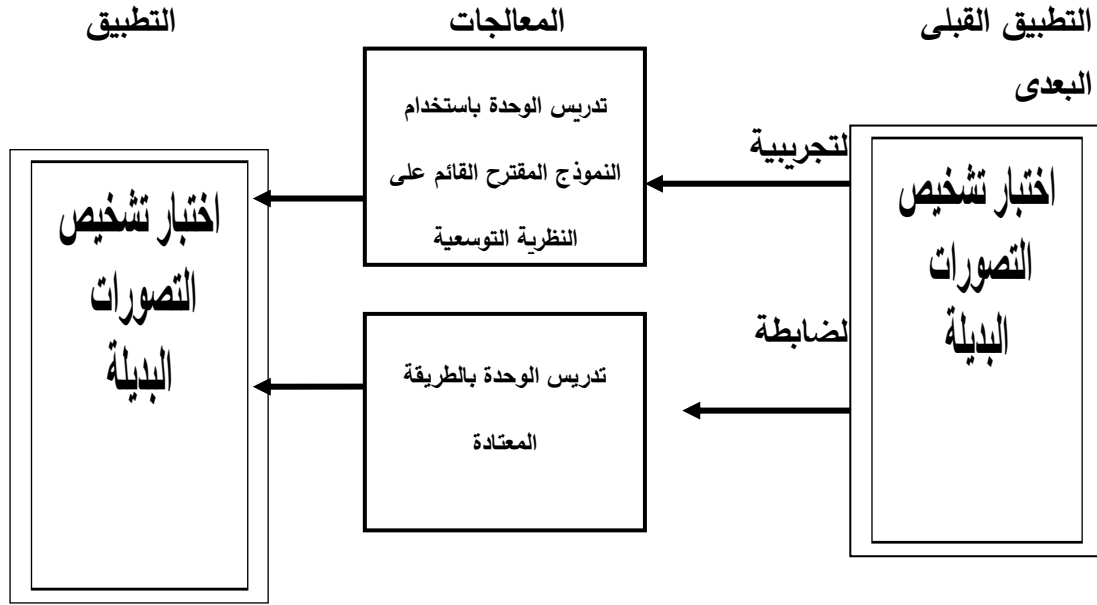 التطبيق القبلى
المعالجات
التطبيق
البعدى
لتجريبية
اختبار تشخيص
التصورات
البديلة
لضابطة
تدريس الوحدة باستخدام
النموذج المقترح القائم على
النظرية التوسعية
تدريس الوحدة بالطريقة
المعتادة
اختبار تشخيص
التصورات
البديلة